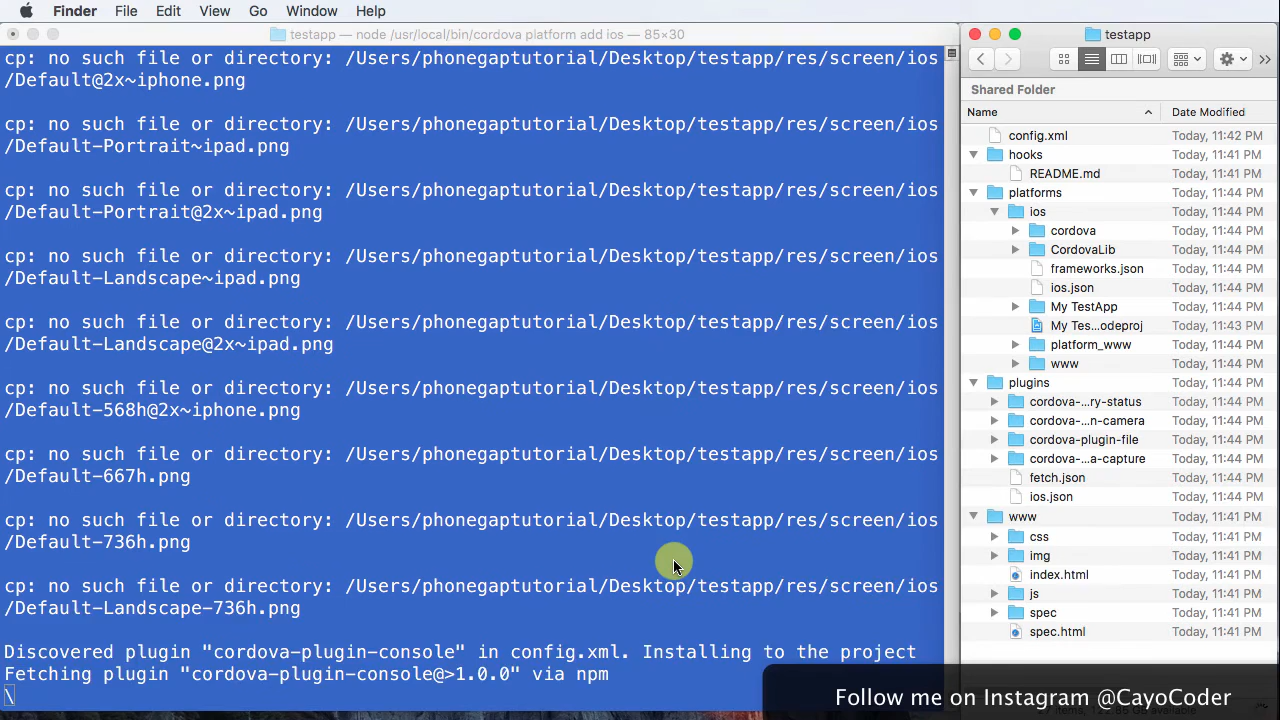 Finder File Edit View Go Window Help
testapp — node /usr/local/bin/cordova platform add ios — 85×30
cp: no such file or directory: /Users/phonegaptutorial/Desktop/testapp/res/screen/ios
/Default@2x~iphone.png
cp: no such file or directory: /Users/phonegaptutorial/Desktop/testapp/res/screen/ios
/Default-Portrait~ipad.png
cp: no such file or directory: /Users/phonegaptutorial/Desktop/testapp/res/screen/ios
/Default-Portrait@2x~ipad.png
cp: no such file or directory: /Users/phonegaptutorial/Desktop/testapp/res/screen/ios
/Default-Landscape~ipad.png
cp: no such file or directory: /Users/phonegaptutorial/Desktop/testapp/res/screen/ios
/Default-Landscape@2x~ipad.png
cp: no such file or directory: /Users/phonegaptutorial/Desktop/testapp/res/screen/ios
/Default-568h@2x~iphone.png
cp: no such file or directory: /Users/phonegaptutorial/Desktop/testapp/res/screen/ios
/Default-667h.png
cp: no such file or directory: /Users/phonegaptutorial/Desktop/testapp/res/screen/ios
/Default-736h.png
cp: no such file or directory: /Users/phonegaptutorial/Desktop/testapp/res/screen/ios
/Default-Landscape-736h.png
Discovered plugin "cordova-plugin-console" in config.xml. Installing to the project
Fetching plugin "cordova-plugin-console@>1.0.0" via npm
\
testapp
Shared Folder
Name Date Modified
config.xml Today, 11:42 PM
hooks Today, 11:41 PM
README.md Today, 11:41 PM
platforms Today, 11:44 PM
ios Today, 11:44 PM
cordova Today, 11:44 PM
CordovaLib Today, 11:44 PM
frameworks.json Today, 11:44 PM
ios.json Today, 11:44 PM
My TestApp Today, 11:44 PM
My Tes...odeproj Today, 11:43 PM
platform_www Today, 11:44 PM
www Today, 11:44 PM
plugins Today, 11:44 PM
cordova-...ry-status Today, 11:44 PM
cordova-...n-camera Today, 11:44 PM
cordova-plugin-file Today, 11:44 PM
cordova-...a-capture Today, 11:44 PM
fetch.json Today, 11:44 PM
ios.json Today, 11:44 PM
www Today, 11:41 PM
css Today, 11:41 PM
img Today, 11:41 PM
index.html Today, 11:41 PM
js Today, 11:41 PM
spec Today, 11:41 PM
spec.html Today, 11:41 PM
Follow me on Instagram @CayoCoder